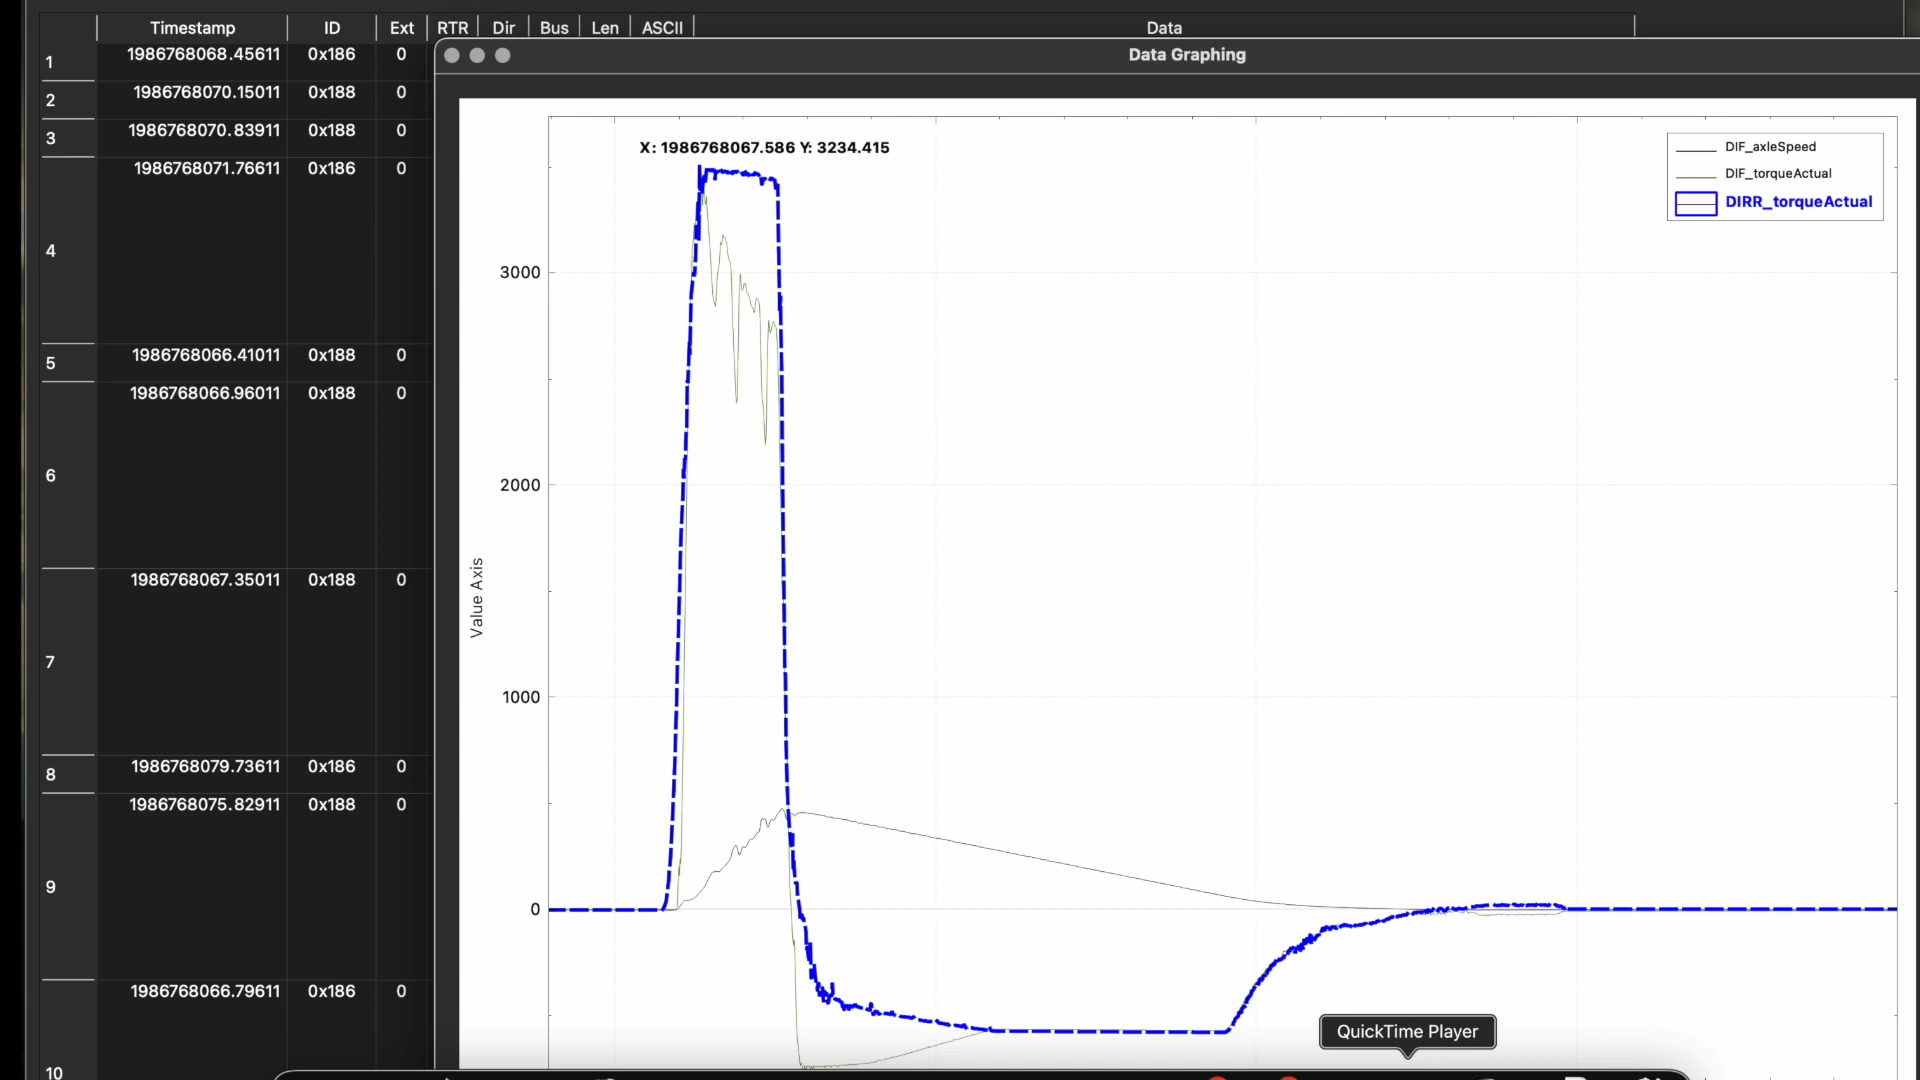 Timestamp ID Ext RTR Dir Bus Len ASCII Data
1 1986768068.45611 0x186 0
Data Graphing
2 1986768070.15011 0x188 0
3 1986768070.83911 0x188 0
4 1986768071.76611 0x186 0
5 1986768066.41011 0x188 0
6 1986768066.96011 0x188 0
7 1986768067.35011 0x188 0
8 1986768079.73611 0x186 0
9 1986768075.82911 0x188 0
10 1986768066.79611 0x186 0
X: 1986768067.586 Y: 3234.415
DIF_axleSpeed
DIF_torqueActual
DIRR_torqueActual
3000
2000
1000
0
Value Axis
QuickTime Player